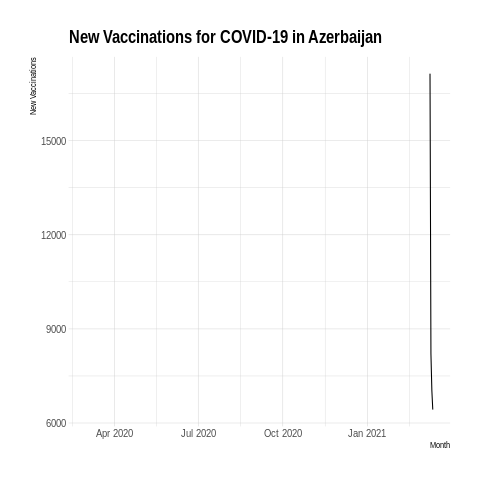 New Vaccinations for COVID-19 in Azerbaijan
New Vaccinations
15000
12000
9000
6000
Apr 2020 Jul 2020 Oct 2020 Jan 2021
Month